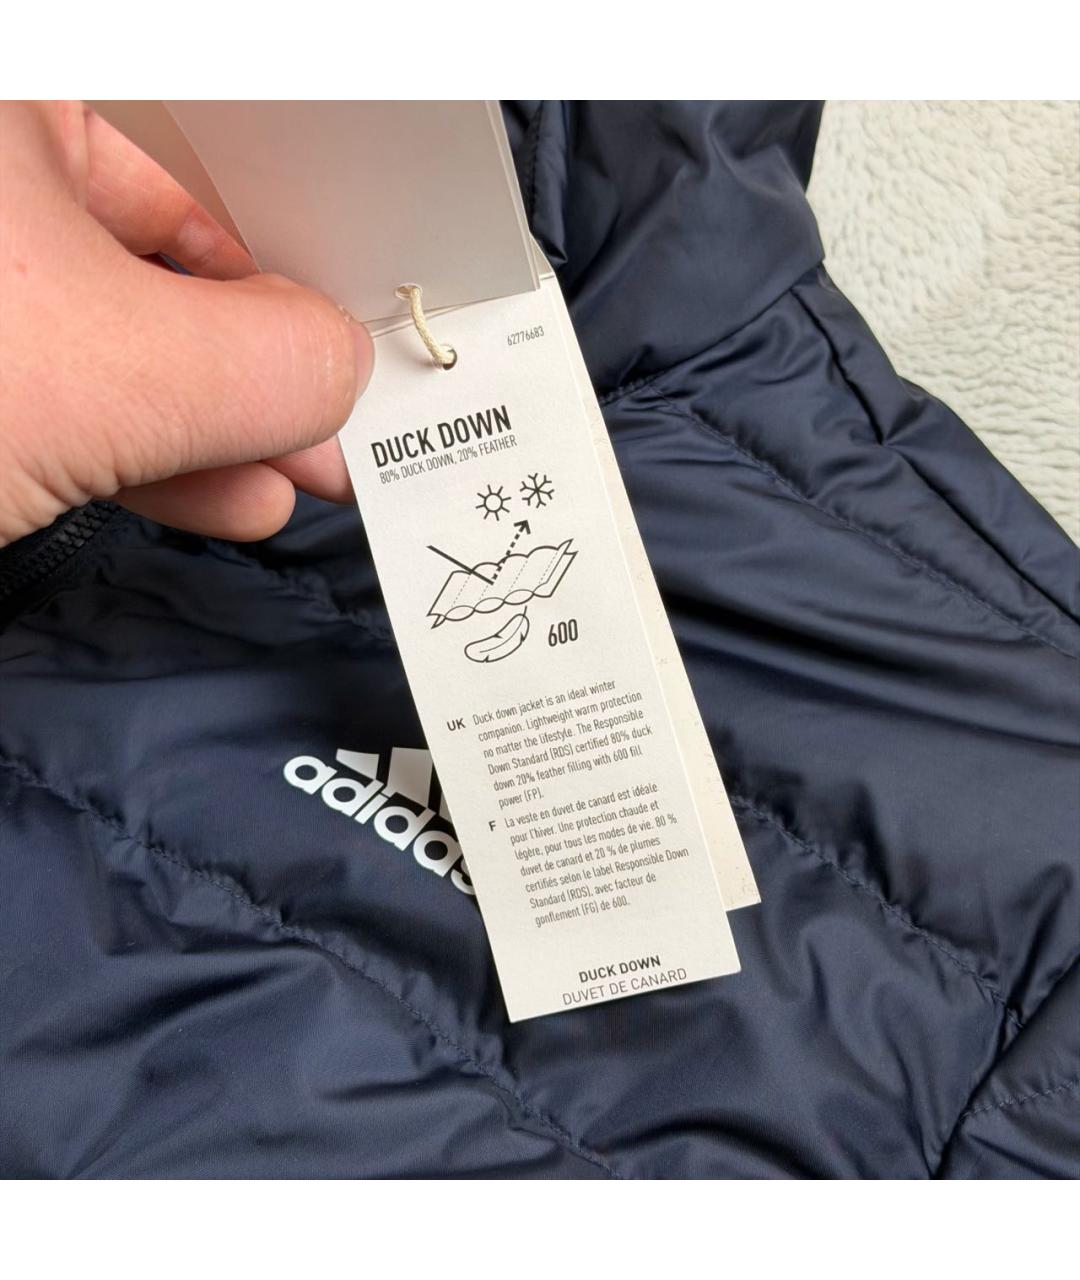 62776683
DUCK DOWN
80% DUCK DOWN, 20% FEATHER
600
UK Duck down jacket is an ideal winter
companion. Lightweight warm protection
no matter the lifestyle. The Responsible
Down Standard (RDS) certified 80% duck
down 20% feather filling with 600 fill
power (FP).
F La veste en duvet de canard est idéale
pour l'hiver. Une protection chaude et
légère, pour tous les modes de vie. 80 %
duvet de canard et 20 % de plumes
certifiés selon le label Responsible Down
Standard (RDS), avec facteur de
gonflement (FG) de 600.
DUCK DOWN
DUVET DE CANARD
adidas